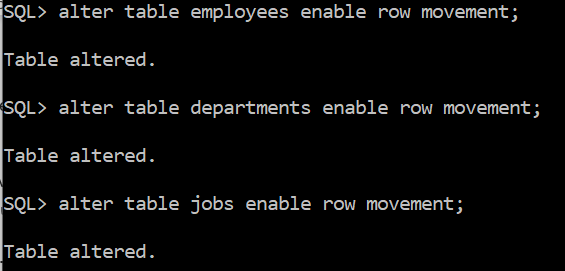 SQL> alter table employees enable row movement;
Table altered.
SQL> alter table departments enable row movement;
Table altered.
SQL> alter table jobs enable row movement;
Table altered.